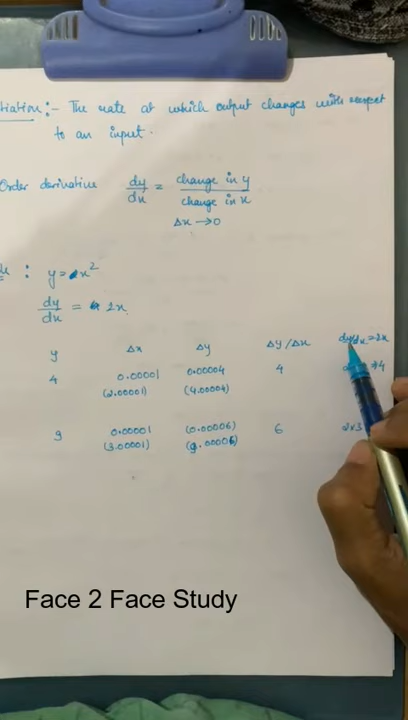 tiation :- The rate at which output changes with respect
to an input.
Order derivative dy/dx = change in y / change in x
Δx → 0
: y = x²
dy/dx = 2x
y Δx Δy Δy/Δx dy/dx = 2x
4 0.00001 0.00004 4
(2.00001) (4.00004)
9 0.00001 (0.00006) 6 2x3
(3.00001) (9.00006)
Face 2 Face Study